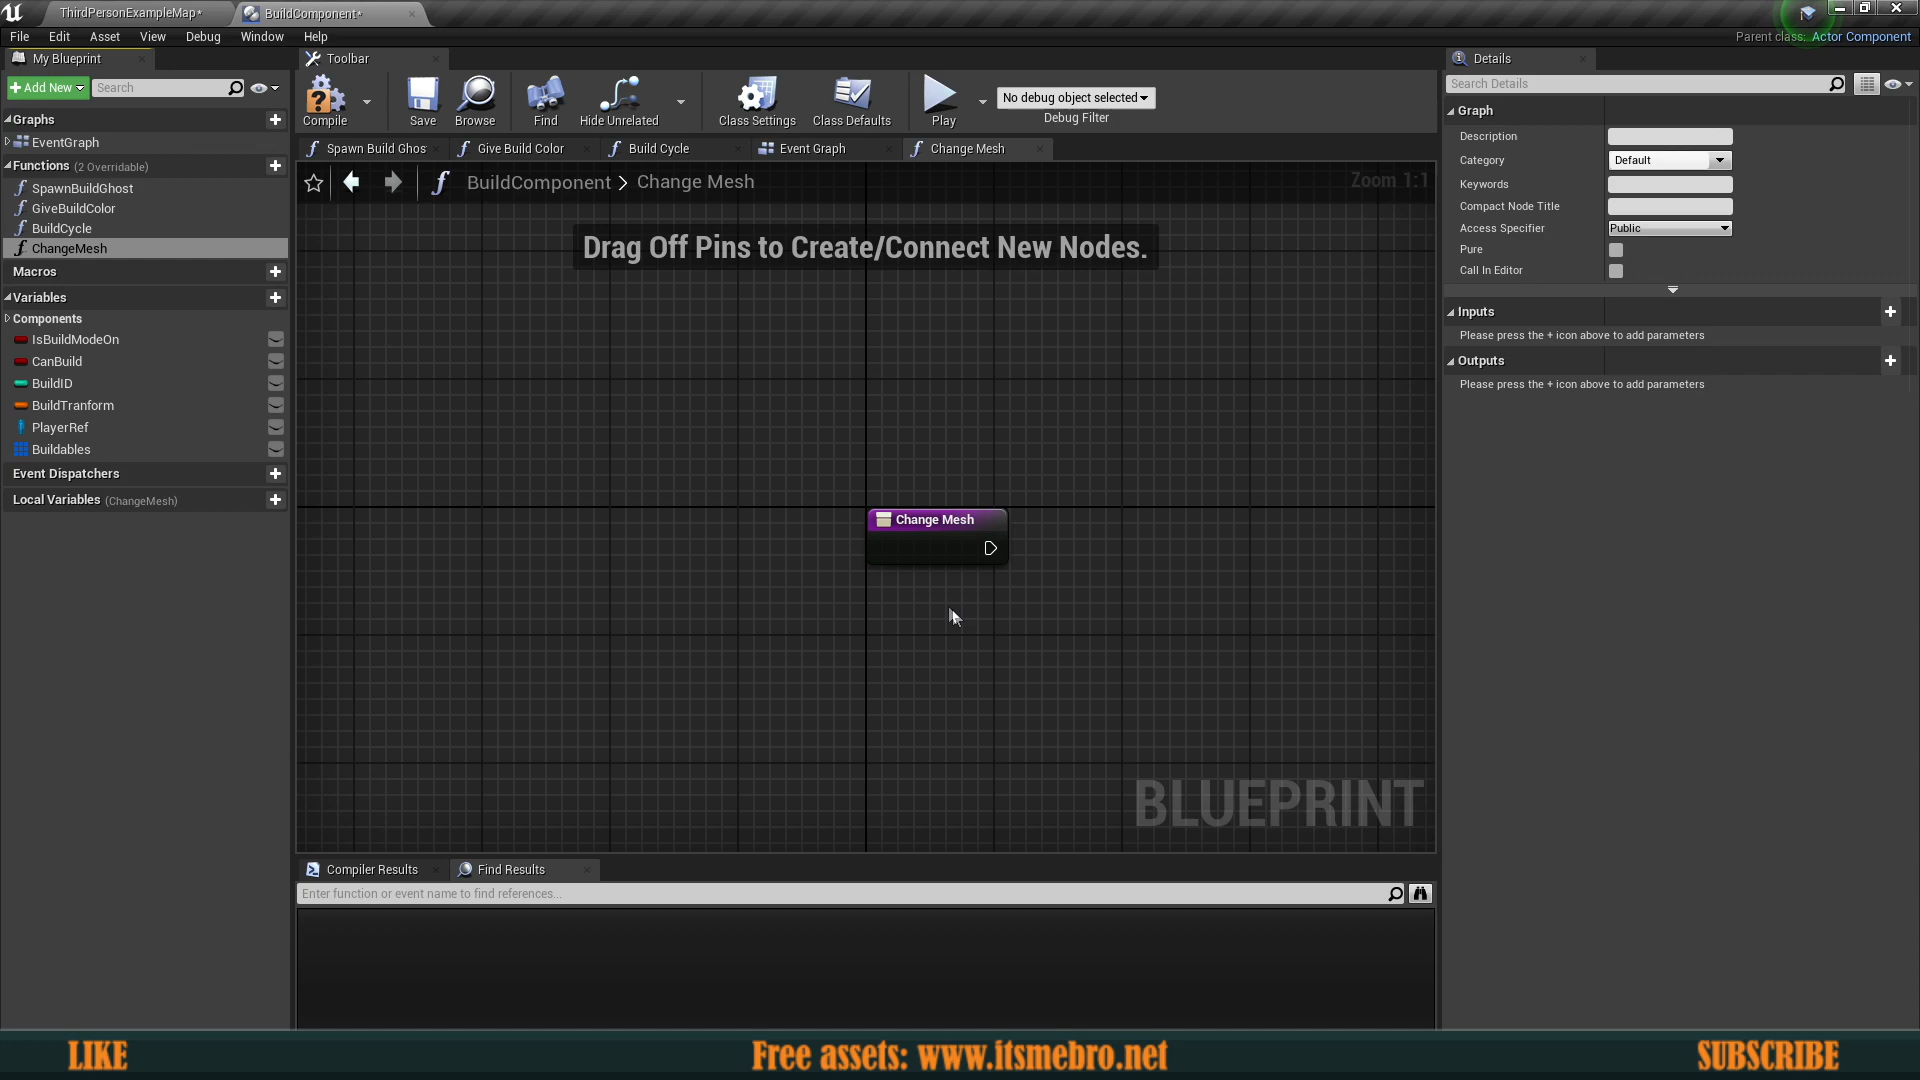 ThirdPersonExampleMap*
BuildComponent*
File Edit Asset View Debug Window Help
Parent class: Actor Component
My Blueprint
Toolbar
Details
Add New
Search
Search Details
Compile
Save
Browse
Find
Hide Unrelated
Class Settings
Class Defaults
Play
No debug object selected
Debug Filter
Spawn Build Ghos
Give Build Color
Build Cycle
Event Graph
Change Mesh
BuildComponent > Change Mesh
Zoom 1:1
Drag Off Pins to Create/Connect New Nodes.
Graphs
EventGraph
Functions (2 Overridable)
SpawnBuildGhost
GiveBuildColor
BuildCycle
ChangeMesh
Macros
Variables
Components
IsBuildModeOn
CanBuild
BuildID
BuildTranform
PlayerRef
Buildables
Event Dispatchers
Local Variables (ChangeMesh)
Change Mesh
BLUEPRINT
Graph
Description
Category Default
Keywords
Compact Node Title
Access Specifier Public
Pure
Call In Editor
Inputs
Please press the + icon above to add parameters
Outputs
Please press the + icon above to add parameters
Compiler Results
Find Results
Enter function or event name to find references...
LIKE
Free assets: www.itsmebro.net
SUBSCRIBE